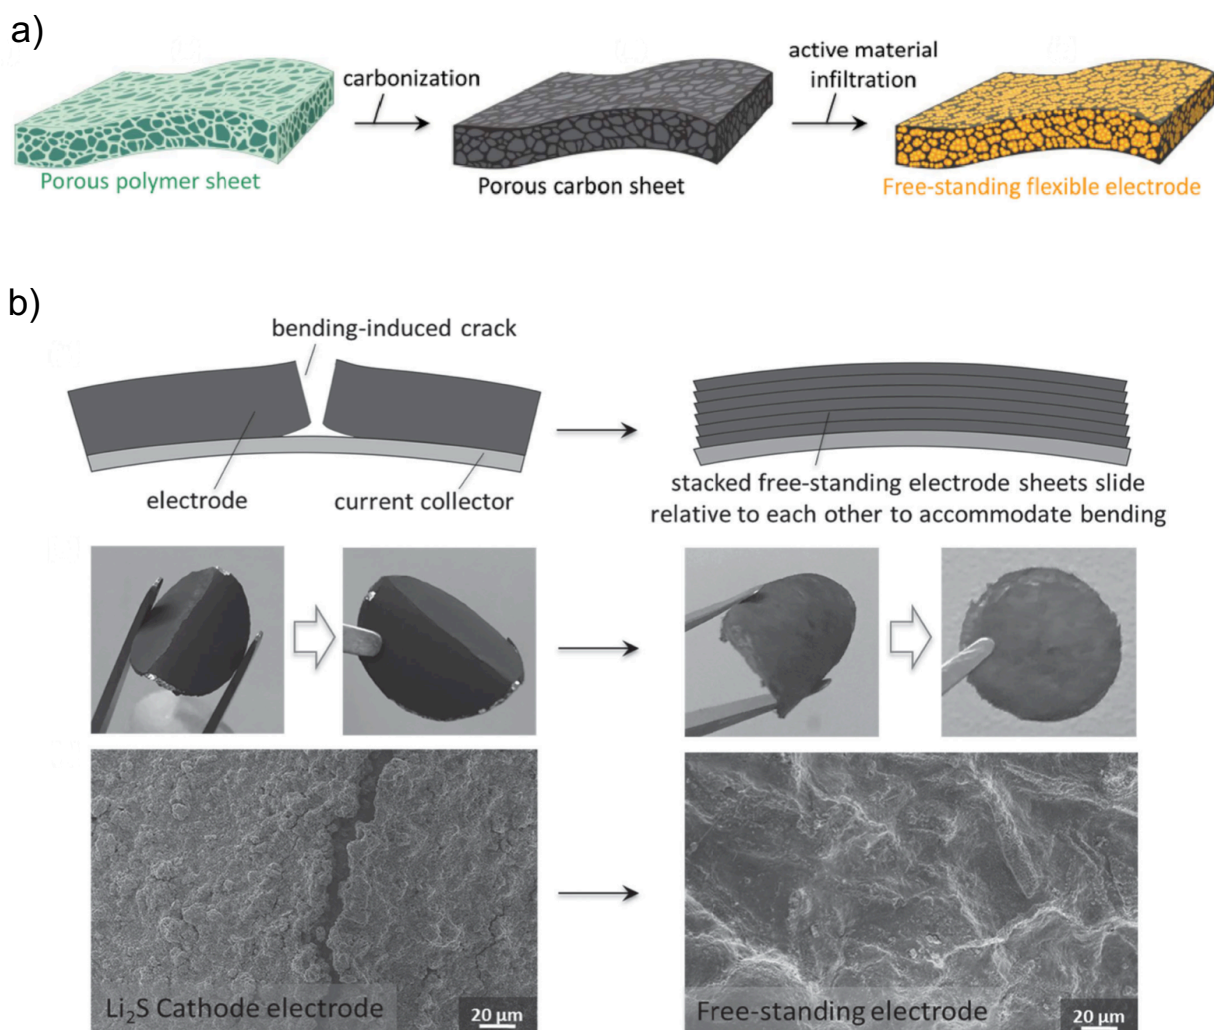 a)
carbonization
active material
infiltration
Porous polymer sheet
Porous carbon sheet
Free-standing flexible electrode
b)
bending-induced crack
electrode
current collector
stacked free-standing electrode sheets slide
relative to each other to accommodate bending
Li₂S Cathode electrode
20 μm
Free-standing electrode
20 μm